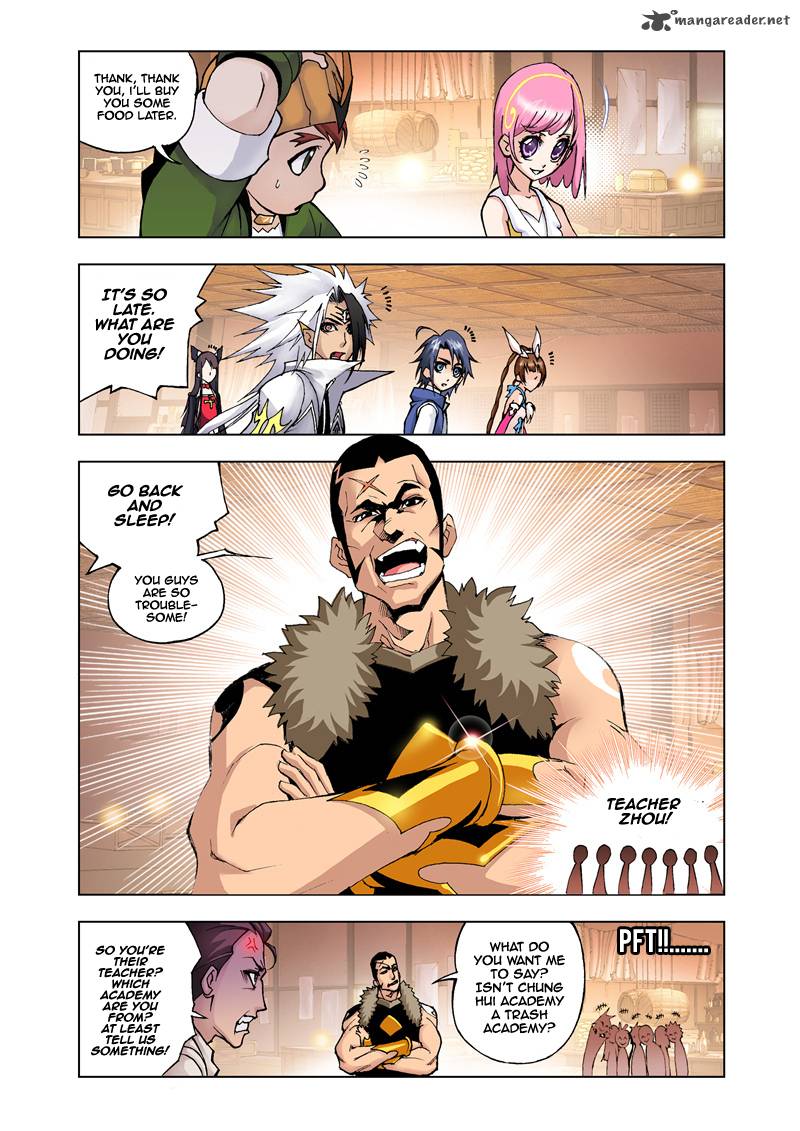 mangareader.net
THANK, THANK
YOU, I'LL BUY
YOU SOME
FOOD LATER.
IT'S SO
LATE.
WHAT ARE
YOU
DOING!
GO BACK
AND
SLEEP!
YOU GUYS
ARE SO
TROUBLE-
SOME!
TEACHER
ZHOU!
SO YOU'RE
THEIR
TEACHER?
WHICH
ACADEMY
ARE YOU
FROM?
AT LEAST
TELL US
SOMETHING!
WHAT DO
YOU WANT ME
TO SAY?
ISN'T CHUNG
HUI ACADEMY
A TRASH
ACADEMY?
PFT!!.......